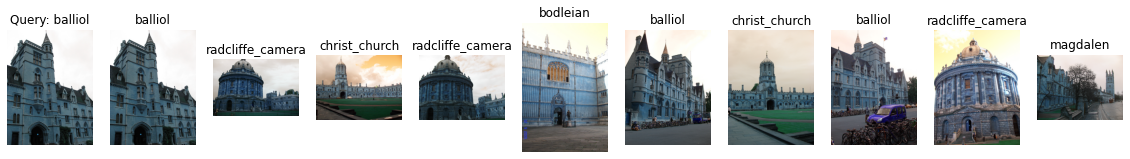 Query: balliol
balliol
radcliffe_camera
christ_church
radcliffe_camera
bodleian
balliol
christ_church
balliol
radcliffe_camera
magdalen